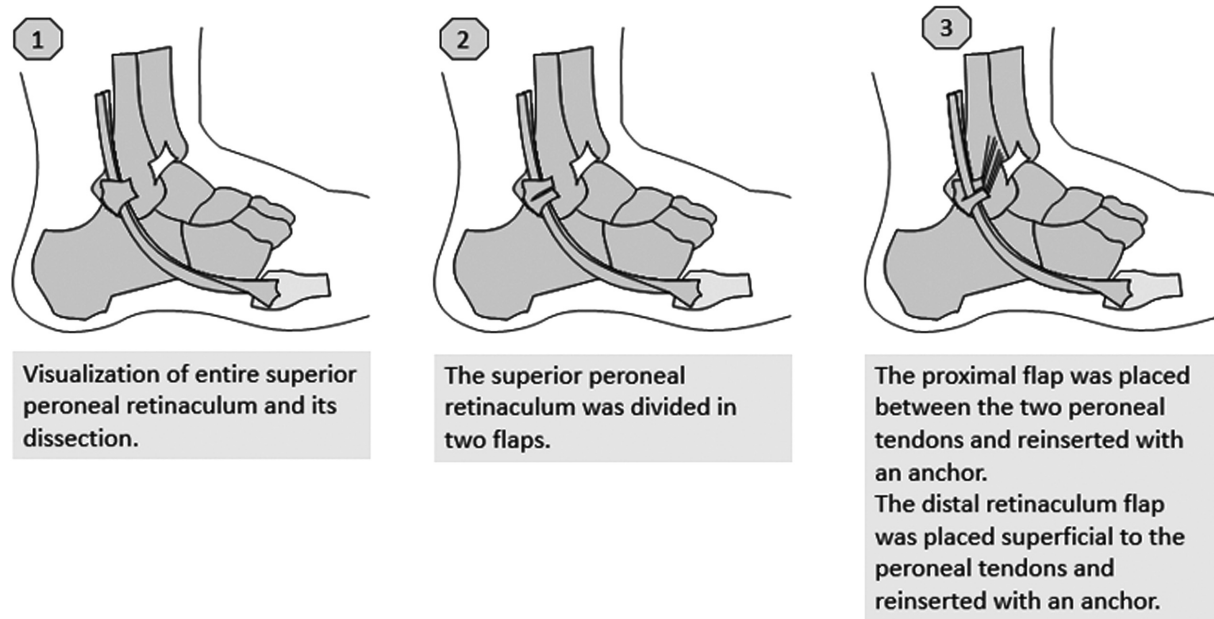 1
2
3
Visualization of entire superior
peroneal retinaculum and its
dissection.
The superior peroneal
retinaculum was divided in
two flaps.
The proximal flap was placed
between the two peroneal
tendons and reinserted with
an anchor.
The distal retinaculum flap
was placed superficial to the
peroneal tendons and
reinserted with an anchor.